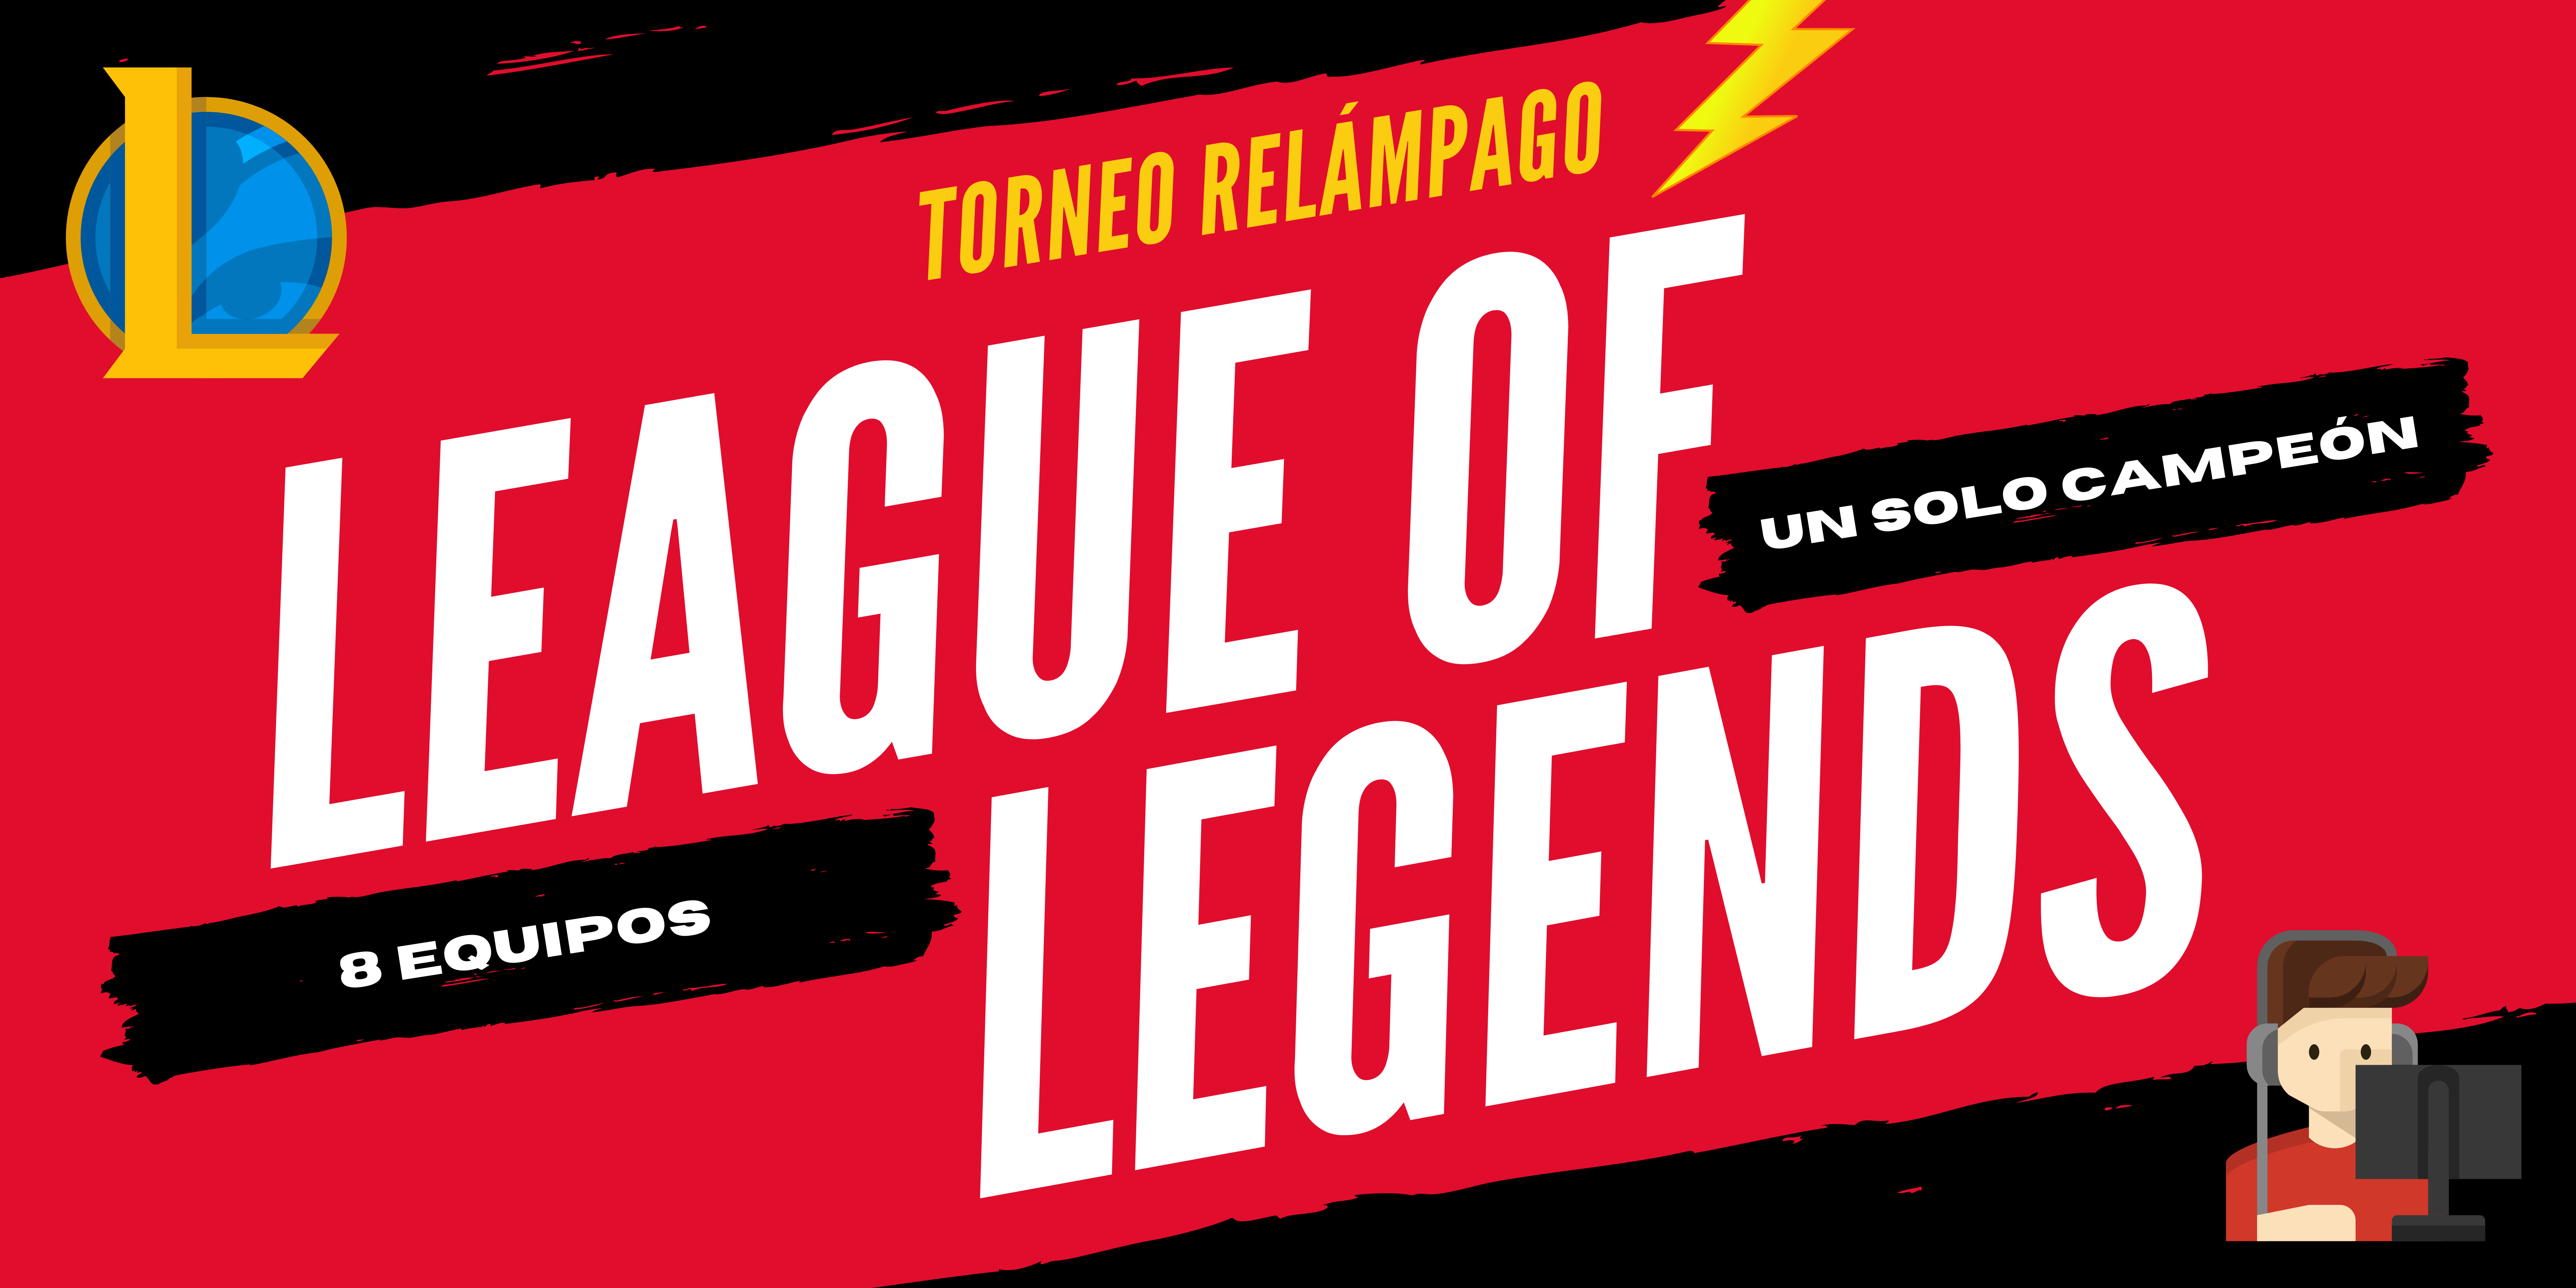 TORNEO RELÁMPAGO
LEAGUE OF
UN SOLO CAMPEÓN
LEGENDS
8 EQUIPOS